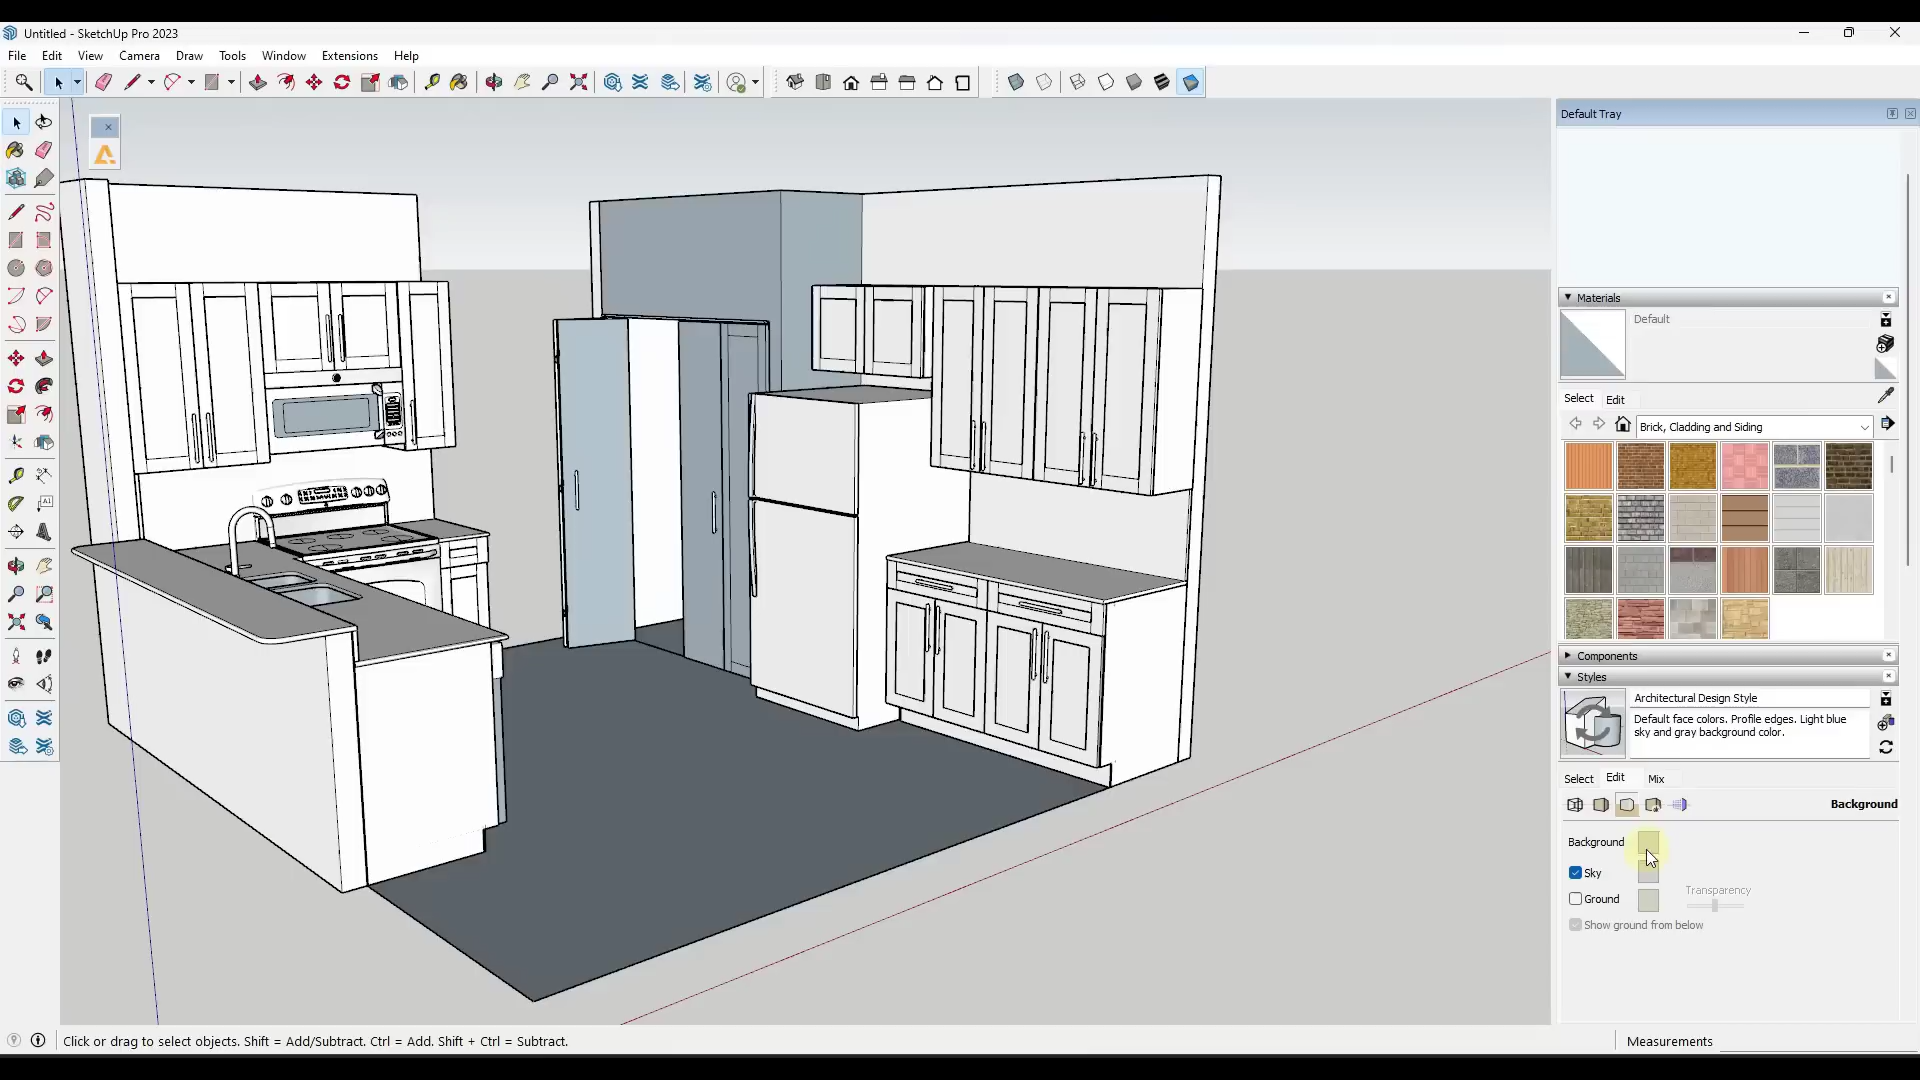 Untitled - SketchUp Pro 2023
File Edit View Camera Draw Tools Window Extensions Help
Default Tray
Materials
Default
Select Edit
Brick, Cladding and Siding
Components
Styles
Architectural Design Style
Default face colors. Profile edges. Light blue
sky and gray background color.
Select Edit Mix
Background
Background
Sky
Transparency
Ground
Show ground from below
Click or drag to select objects. Shift = Add/Subtract. Ctrl = Add. Shift + Ctrl = Subtract.
Measurements